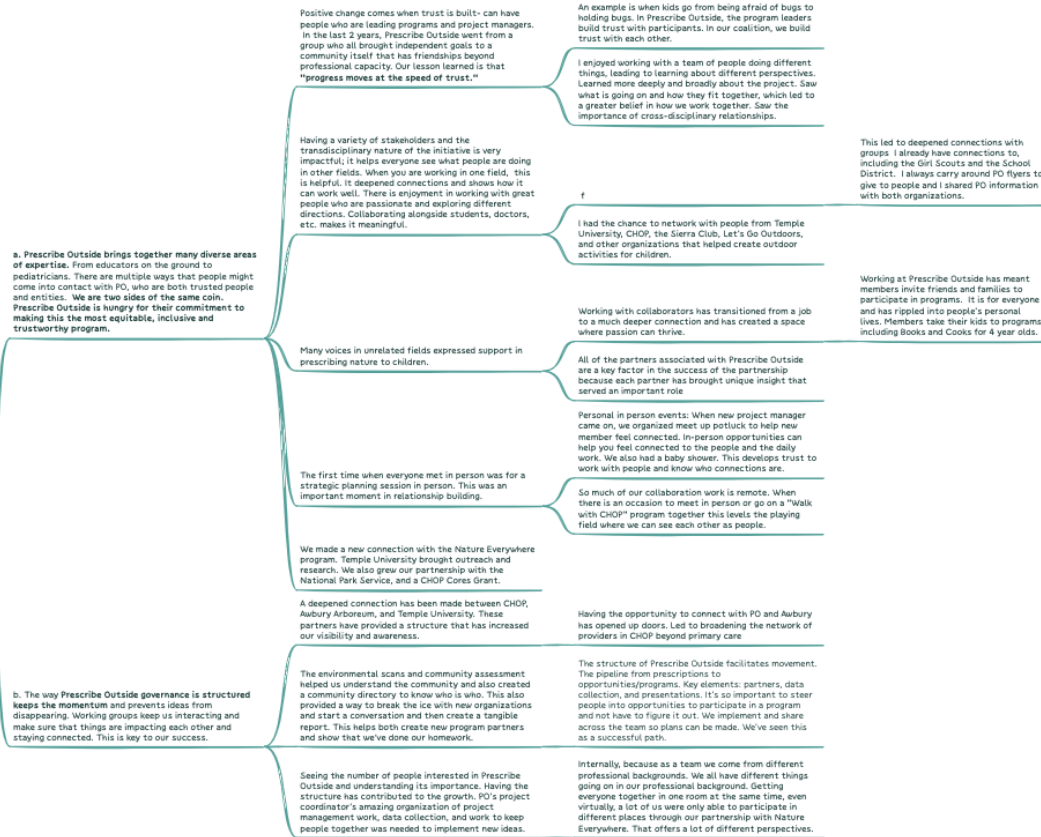 a. Prescribe Outside brings together many diverse areas
of expertise. From educators on the ground to
pediatricians. There are multiple ways that people might
come into contact with PO, who are both trusted people
and entities. We are two sides of the same coin.
Prescribe Outside is hungry for their commitment to
making this the most equitable, inclusive and
trustworthy program.
Positive change comes when trust is built- can have
people who are leading programs and project managers.
In the last 2 years, Prescribe Outside went from a
group who all brought independent goals to a
community itself that has friendships beyond
professional capacity. Our lesson learned is that
"progress moves at the speed of trust."
An example is when kids go from being afraid of bugs to
holding bugs. In Prescribe Outside, the program leaders
build trust with participants. In our coalition, we build
trust with each other.
I enjoyed working with a team of people doing different
things, leading to learning about different perspectives.
Learned more deeply and broadly about the project. Saw
what is going on and how they fit together, which led to
a greater belief in how we work together. Saw the
importance of cross-disciplinary relationships.
Having a variety of stakeholders and the
transdisciplinary nature of the initiative is very
impactful; it helps everyone see what people are doing
in other fields. When you are working in one field, this
is helpful. It deepened connections and shows how it
can work well. There is enjoyment in working with great
people who are passionate and exploring different
directions. Collaborating alongside students, doctors,
etc. makes it meaningful.
f
This led to deepened connections with
groups I already have connections to,
including the Girl Scouts and the School
District. I always carry around PO flyers to
give to people and I shared PO information
with both organizations.
I had the chance to network with people from Temple
University, CHOP, the Sierra Club, Let's Go Outdoors,
and other organizations that helped create outdoor
activities for children.
Many voices in unrelated fields expressed support in
prescribing nature to children.
Working with collaborators has transitioned from a job
to a much deeper connection and has created a space
where passion can thrive.
Working at Prescribe Outside has meant
members invite friends and families to
participate in programs. It is for everyone
and has rippled into people's personal
lives. Members take their kids to programs
including Books and Cooks for 4 year olds.
All of the partners associated with Prescribe Outside
are a key factor in the success of the partnership
because each partner has brought unique insight that
served an important role
The first time when everyone met in person was for a
strategic planning session in person. This was an
important moment in relationship building.
Personal in person events: When new project manager
came on, we organized meet up potluck to help new
member feel connected. In-person opportunities can
help you feel connected to the people and the daily
work. We also had a baby shower. This develops trust to
work with people and know who connections are.
So much of our collaboration work is remote. When
there is an occasion to meet in person or go on a "Walk
with CHOP" program together this levels the playing
field where we can see each other as people.
We made a new connection with the Nature Everywhere
program. Temple University brought outreach and
research. We also grew our partnership with the
National Park Service, and a CHOP Cores Grant.
b. The way Prescribe Outside governance is structured
keeps the momentum and prevents ideas from
disappearing. Working groups keep us interacting and
make sure that things are impacting each other and
staying connected. This is key to our success.
A deepened connection has been made between CHOP,
Awbury Arboreum, and Temple University. These
partners have provided a structure that has increased
our visibility and awareness.
Having the opportunity to connect with PO and Awbury
has opened up doors. Led to broadening the network of
providers in CHOP beyond primary care
The environmental scans and community assessment
helped us understand the community and also created
a community directory to know who is who. This also
provided a way to break the ice with new organizations
and start a conversation and then create a tangible
report. This helps both create new program partners
and show that we've done our homework.
The structure of Prescribe Outside facilitates movement.
The pipeline from prescriptions to
opportunities/programs. Key elements: partners, data
collection, and presentations. It's so important to steer
people into opportunities to participate in a program
and not have to figure it out. We implement and share
across the team so plans can be made. We've seen this
as a successful path.
Seeing the number of people interested in Prescribe
Outside and understanding its importance. Having the
structure has contributed to the growth. PO's project
coordinator's amazing organization of project
management work, data collection, and work to keep
people together was needed to implement new ideas.
Internally, because as a team we come from different
professional backgrounds. We all have different things
going on in our professional background. Getting
everyone together in one room at the same time, even
virtually, a lot of us were only able to participate in
different places through our partnership with Nature
Everywhere. That offers a lot of different perspectives.